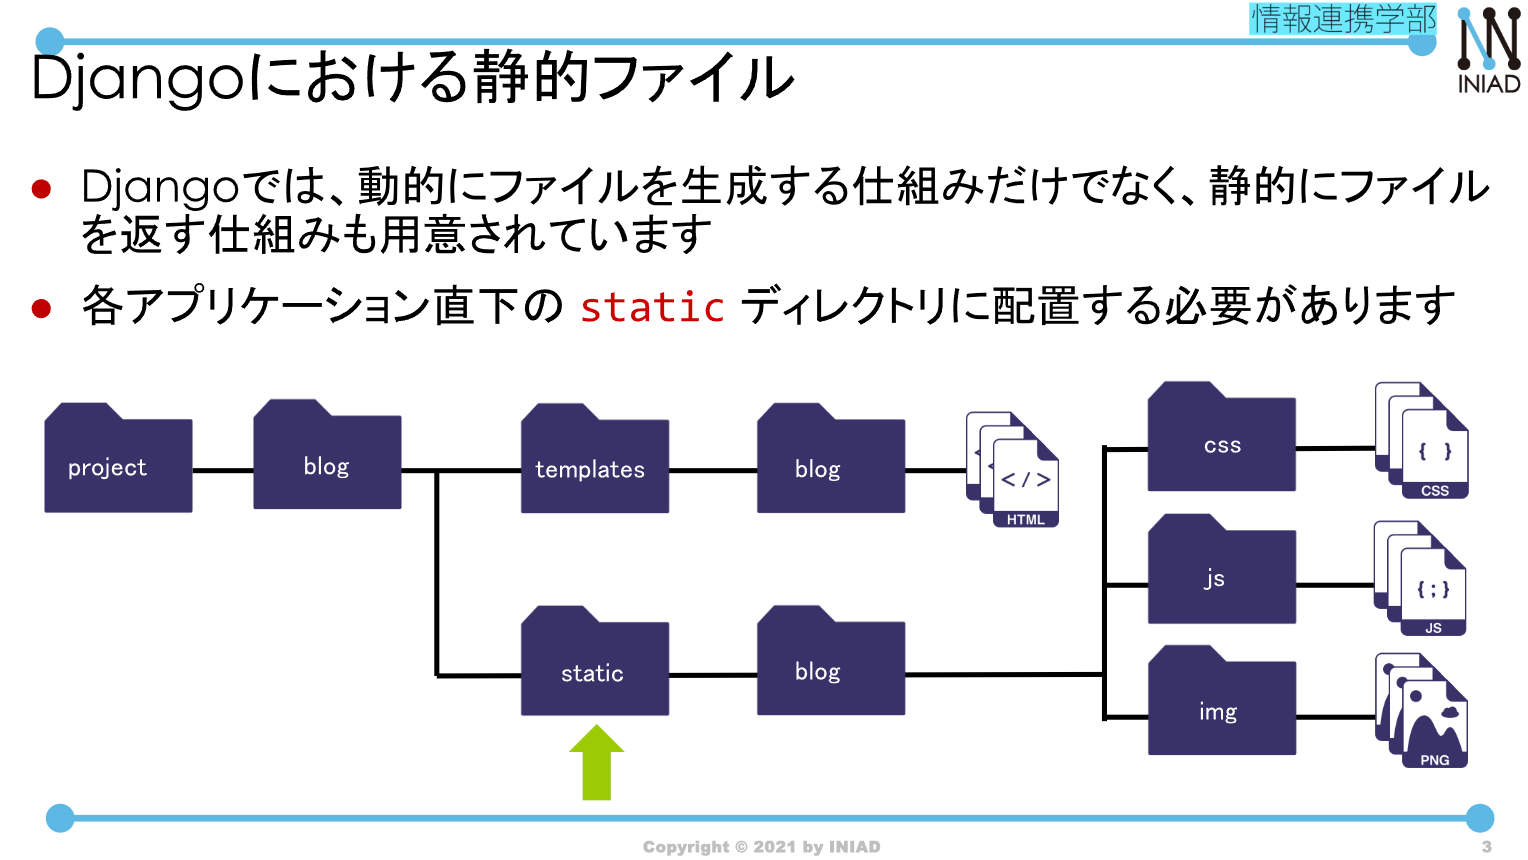 情報連携学部
INIAD
Djangoにおける静的ファイル
Djangoでは、動的にファイルを生成する仕組みだけでなく、静的にファイル
を返す仕組みも用意されています
各アプリケーション直下の static ディレクトリに配置する必要があります
project
blog
templates
blog
</>
HTML
static
blog
css
{ }
CSS
js
{;}
JS
img
PNG
Copyright © 2021 by INIAD
3